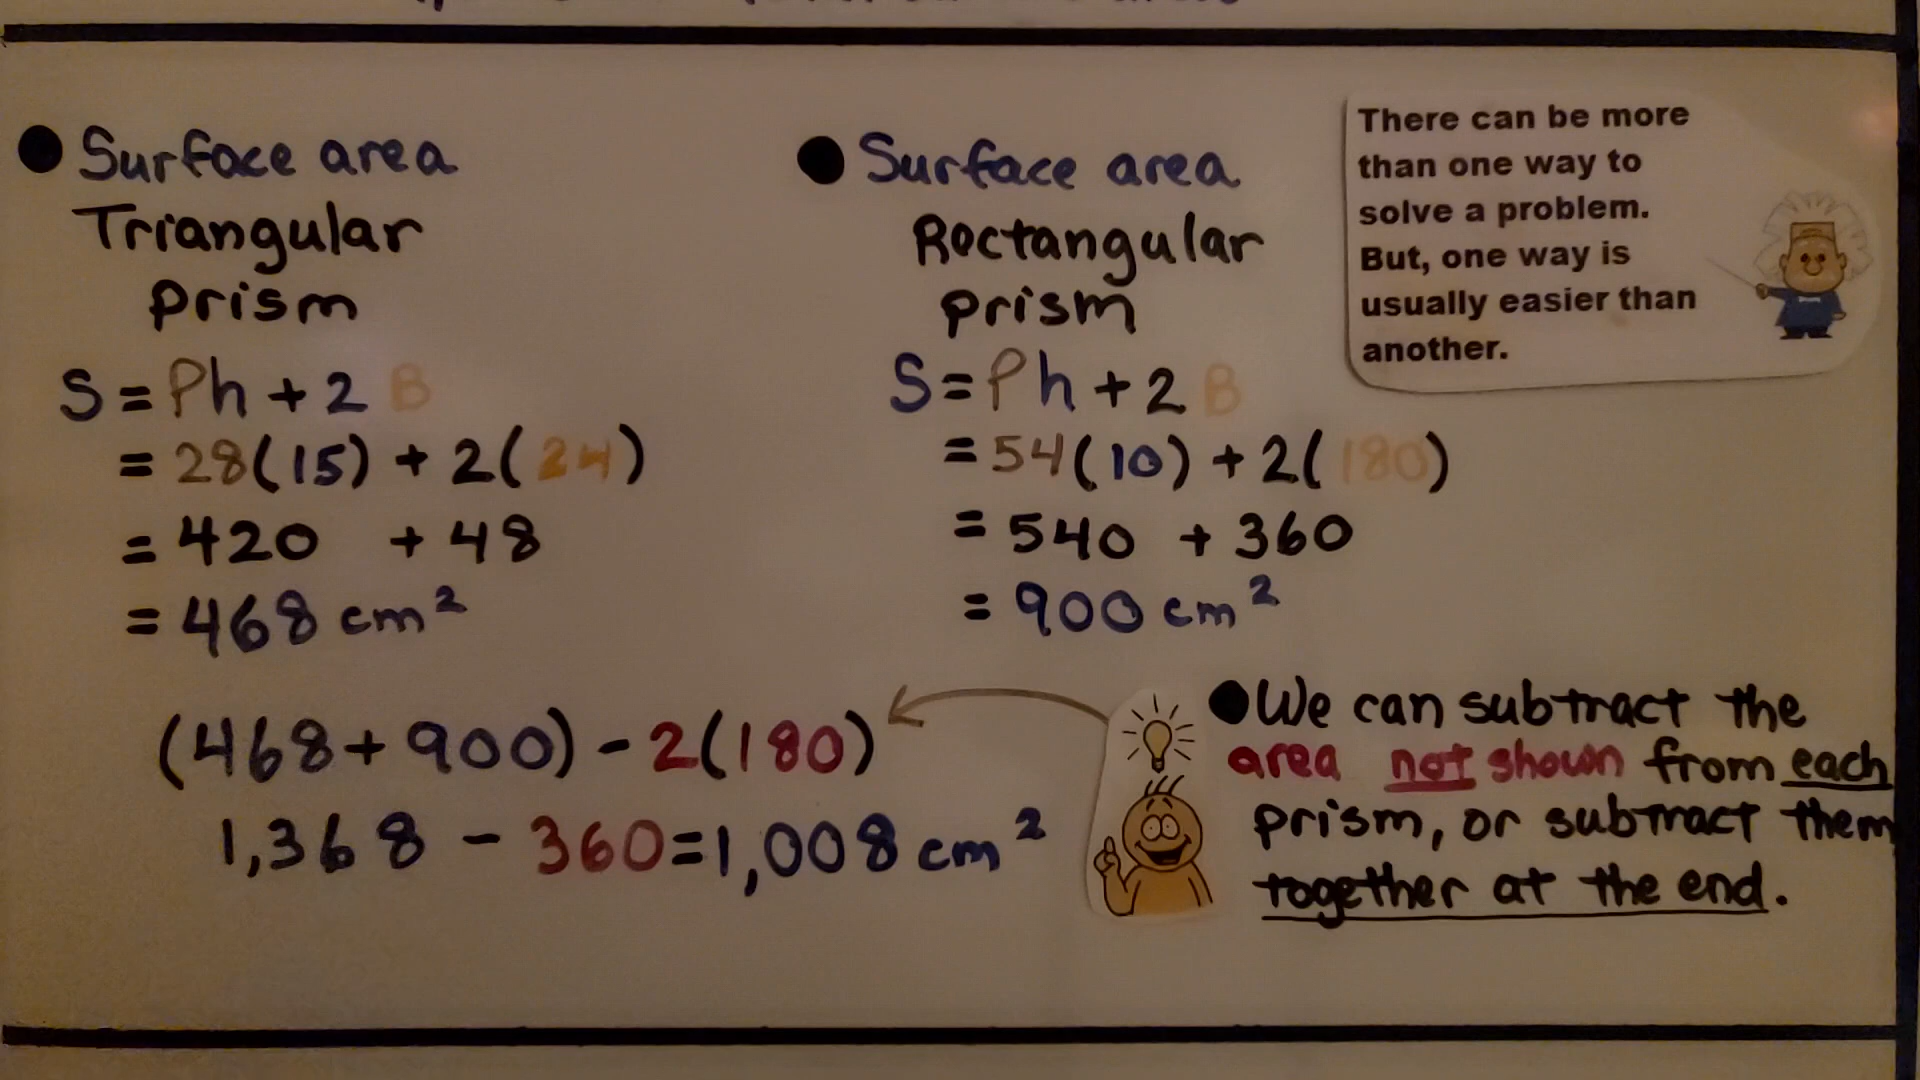 ● Surface area
Triangular
prism
S = Ph + 2B
= 28(15) + 2(24)
= 420 + 48
= 468 cm²
● Surface area
Rectangular
prism
S = Ph + 2B
= 54(10) + 2(180)
= 540 + 360
= 900 cm²
There can be more
than one way to
solve a problem.
But, one way is
usually easier than
another.
(468 + 900) - 2(180)
1,368 - 360 = 1,008 cm²
● We can subtract the
area not shown from each
prism, or subtract them
together at the end.